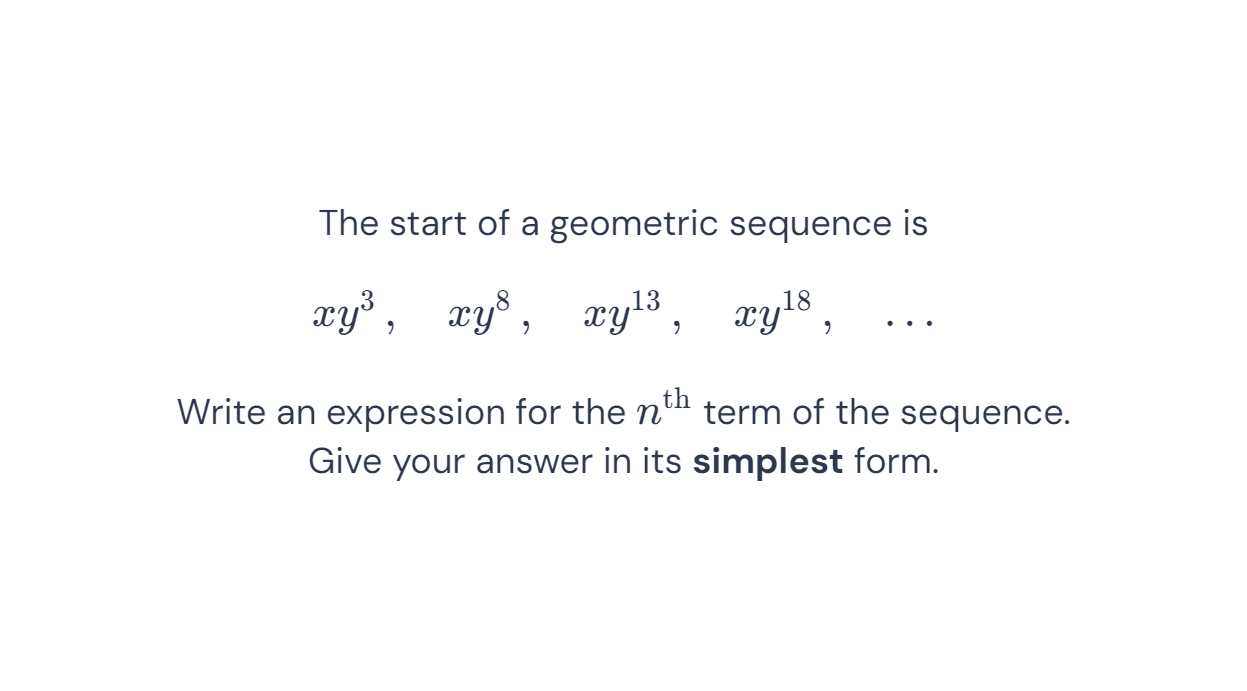 The start of a geometric sequence is
$xy^3\,,\quad xy^8\,,\quad xy^{13}\,,\quad xy^{18}\,,\quad \ldots$
Write an expression for the $n^{\text{th}}$ term of the sequence.
Give your answer in its simplest form.